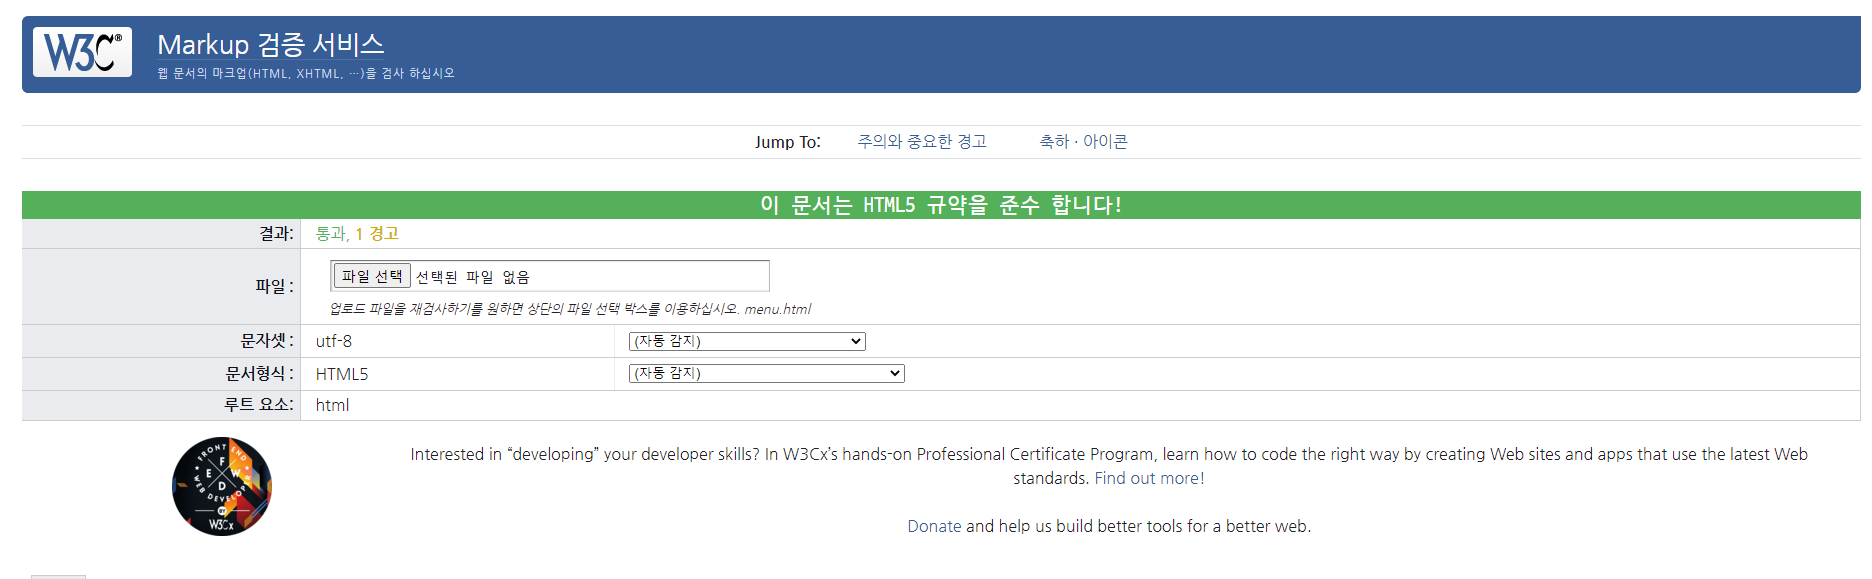 W3C®
Markup 검증 서비스
웹 문서의 마크업(HTML, XHTML, …)을 검사 하십시오
Jump To: 주의와 중요한 경고 축하 · 아이콘
이 문서는 HTML5 규약을 준수 합니다!
결과: 통과, 1 경고
파일 : 파일 선택 선택된 파일 없음
업로드 파일을 재검사하기를 원하면 상단의 파일 선택 박스를 이용하십시오. menu.html
문자셋 : utf-8 (자동 감지)
문서형식 : HTML5 (자동 감지)
루트 요소: html
FRONT END
F E W D
WEB DEVELOPER
BY
W3Cx
Interested in “developing” your developer skills? In W3Cx’s hands-on Professional Certificate Program, learn how to code the right way by creating Web sites and apps that use the latest Web
standards. Find out more!
Donate and help us build better tools for a better web.